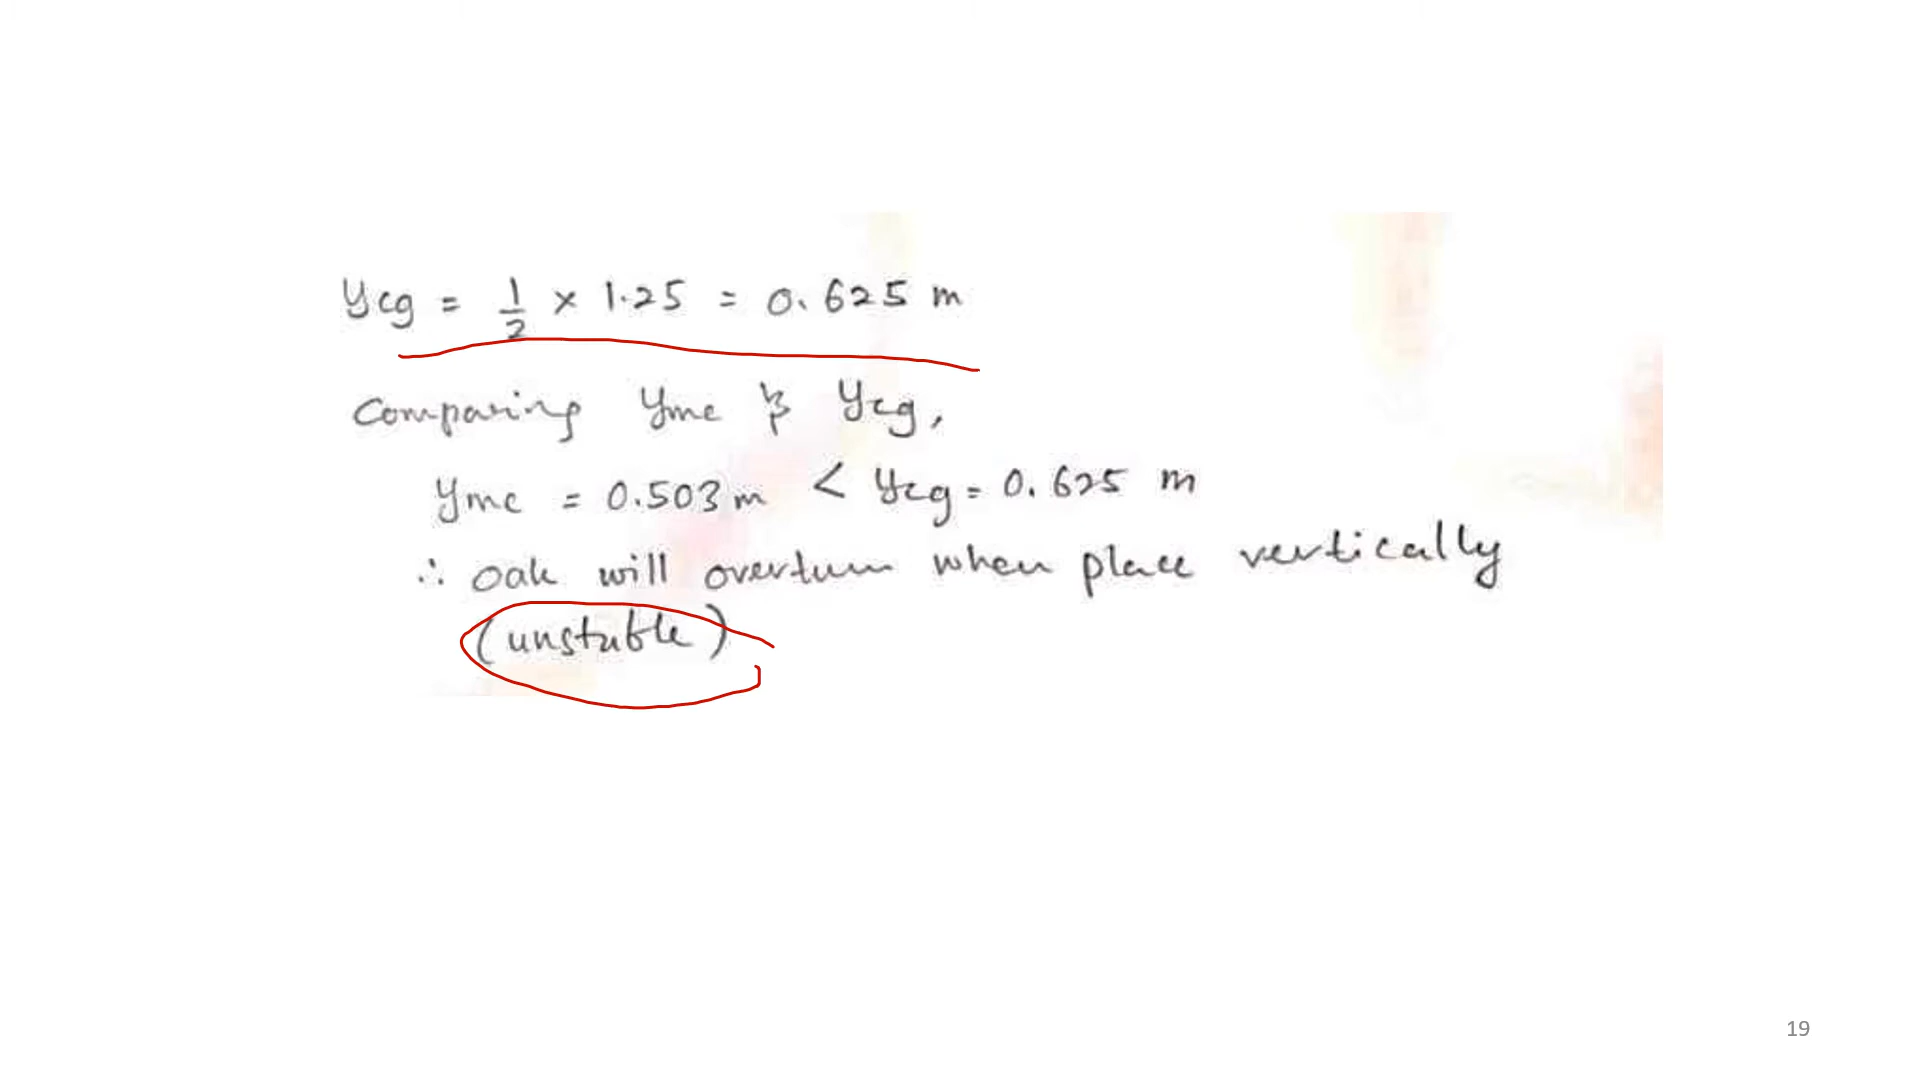 ycg = 1/2 × 1.25 = 0.625 m
Comparing ymc & ycg,
ymc = 0.503 m < ycg = 0.625 m
∴ oak will overturn when place vertically
(unstable)
19